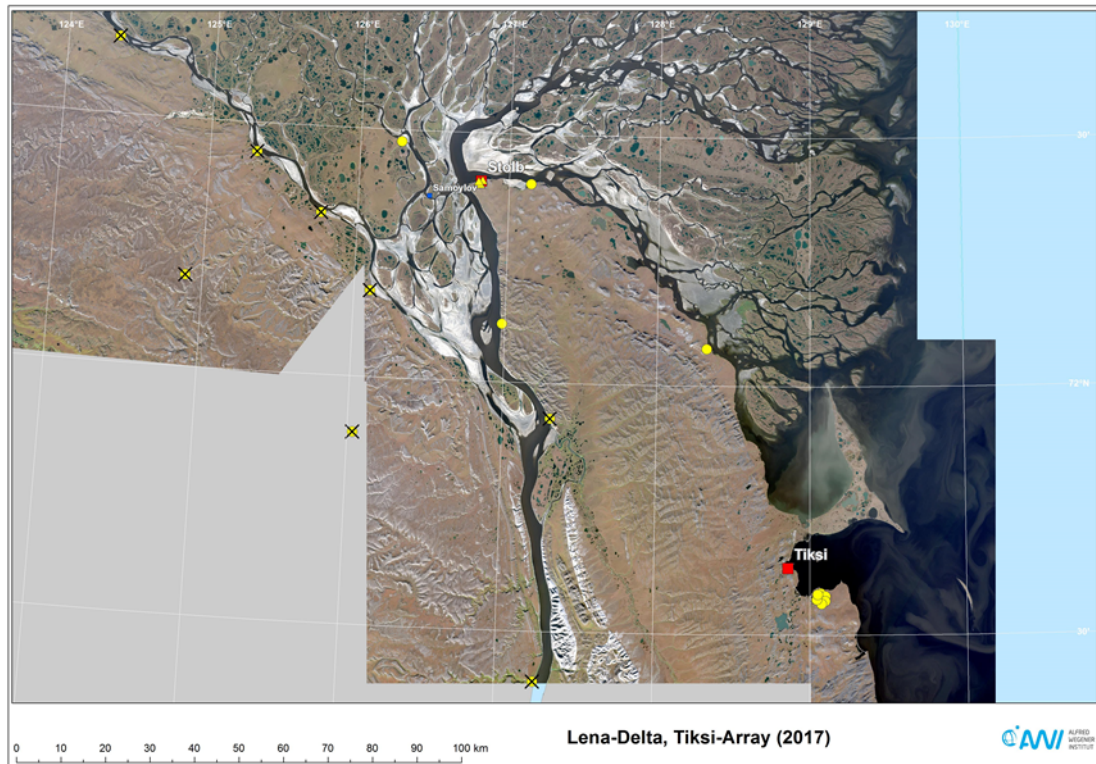 124°E 125°E 126°E 127°E 128°E 129°E 130°E
30'
Stolb
Samoylov
72°N
Tiksi
30'
0 10 20 30 40 50 60 70 80 90 100 km
Lena-Delta, Tiksi-Array (2017)
AWI
ALFRED
WEGENER
INSTITUT